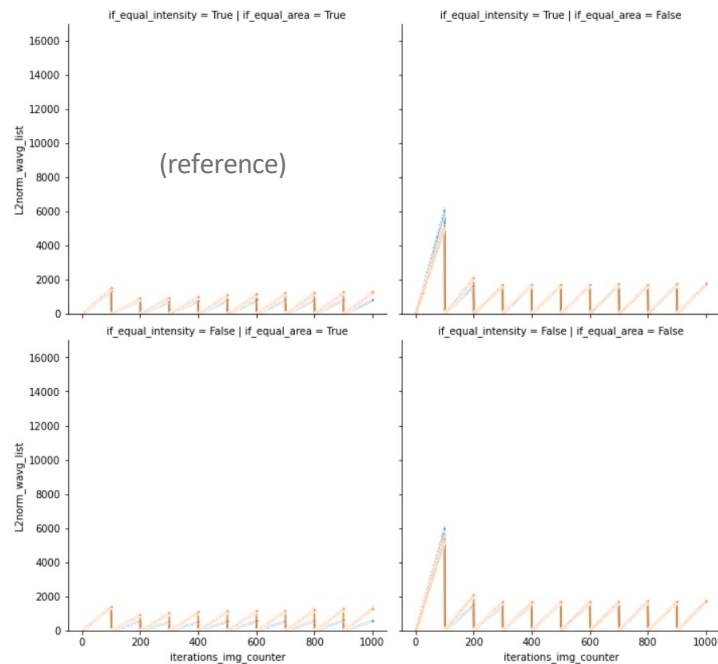 if_equal_intensity = True | if_equal_area = True
if_equal_intensity = True | if_equal_area = False
16000
14000
12000
10000
8000
6000
4000
2000
0
L2norm_wavg_list
(reference)
if_equal_intensity = False | if_equal_area = True
if_equal_intensity = False | if_equal_area = False
16000
14000
12000
10000
8000
6000
4000
2000
0
L2norm_wavg_list
0 200 400 600 800 1000
0 200 400 600 800 1000
iterations_img_counter
iterations_img_counter